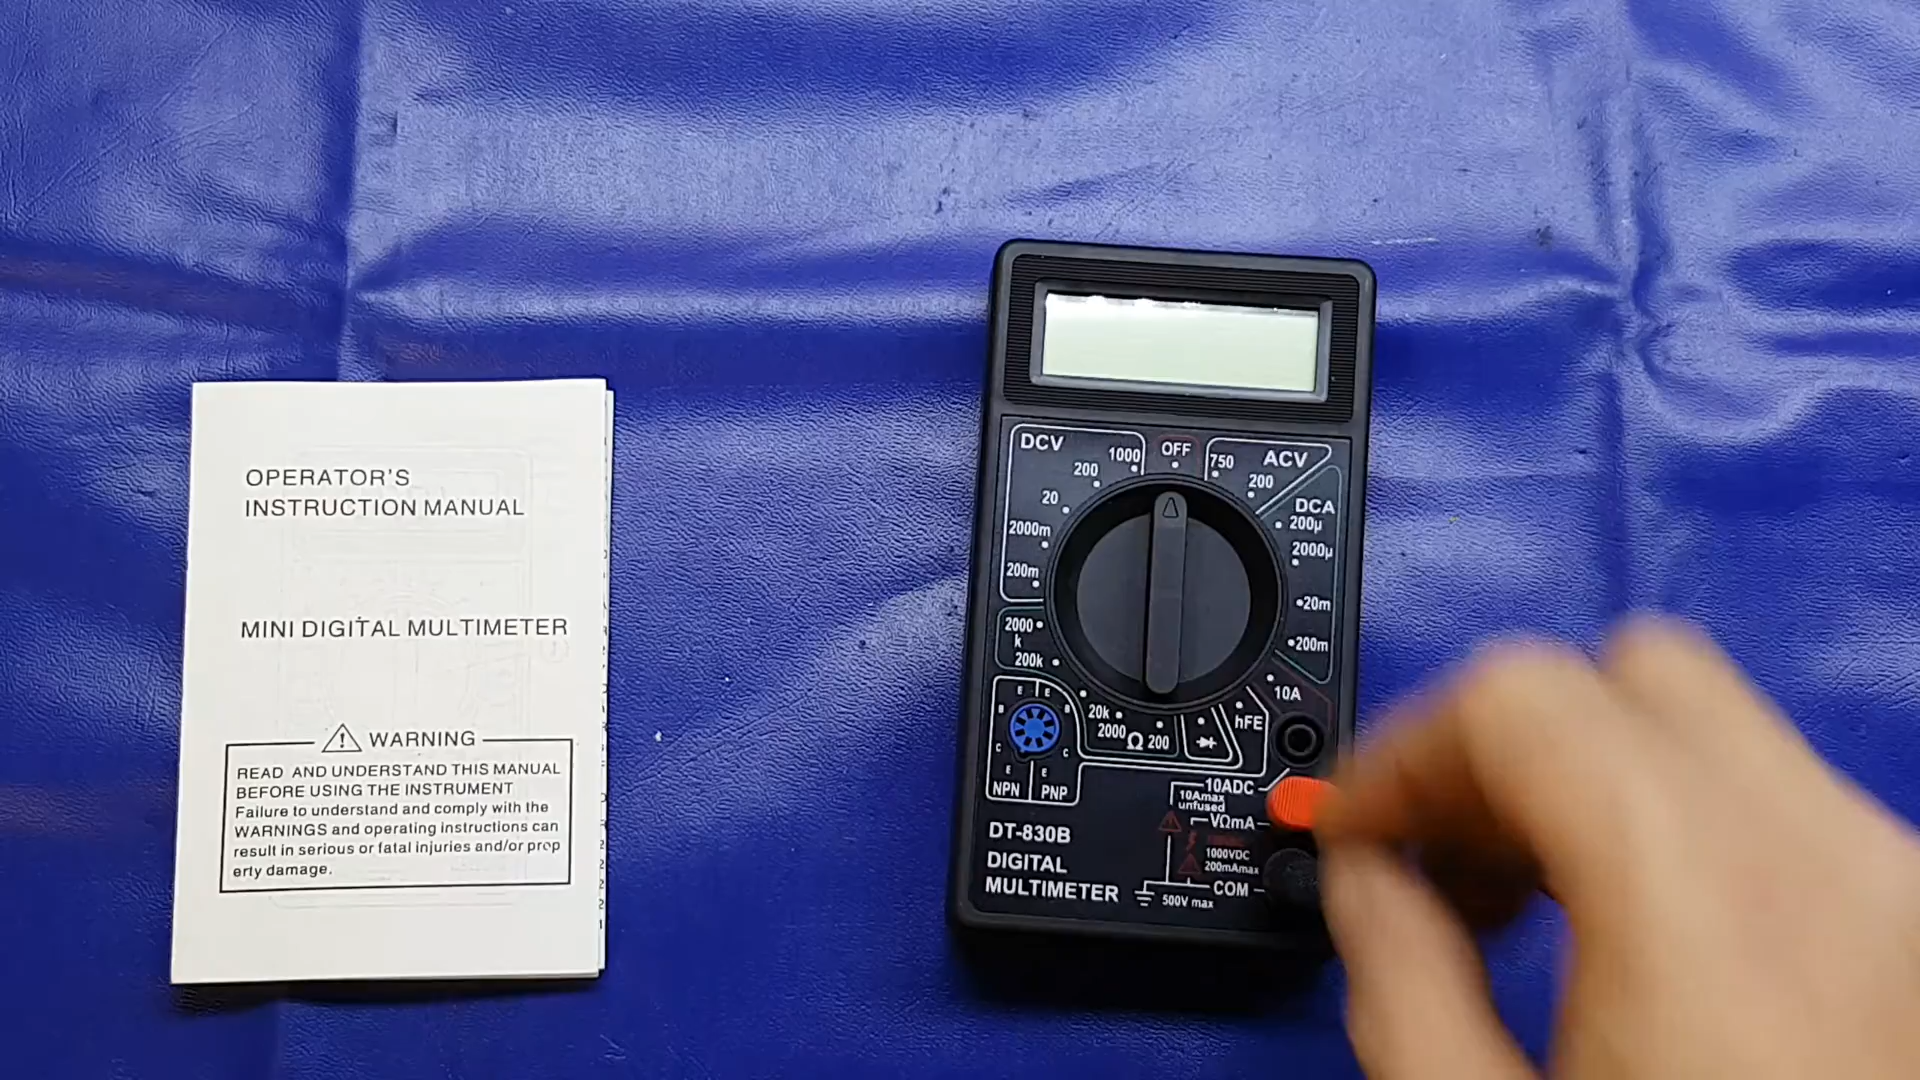 OPERATOR'S
INSTRUCTION MANUAL
MINI DIGITAL MULTIMETER
WARNING
READ AND UNDERSTAND THIS MANUAL
BEFORE USING THE INSTRUMENT
Failure to understand and comply with the
WARNINGS and operating instructions can
result in serious or fatal injuries and/or prop
erty damage.
DCV
1000
OFF
750
ACV
200
200
20
DCA
200µ
2000m
2000µ
200m
20m
2000
k
200m
200k
10A
E
E
B
B
20k
hFE
2000
Ω
200
C
C
E
E
NPN
PNP
10ADC
10Amax
unfused
VΩmA
DT-830B
1000VDC
200mAmax
DIGITAL
MULTIMETER
COM
500V max